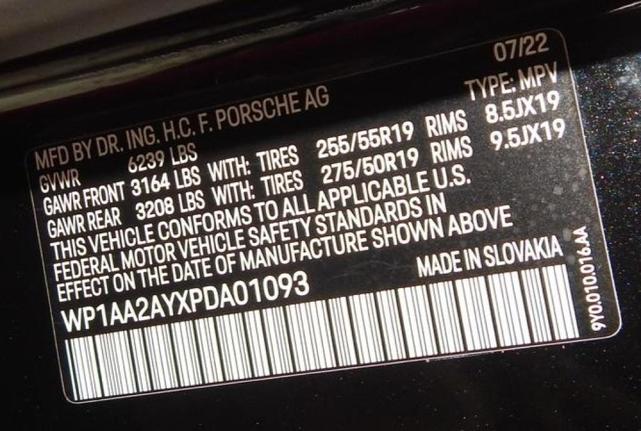 07/22
MFD BY DR. ING. H.C. F. PORSCHE AG
TYPE: MPV
GVWR 6239 LBS
GAWR FRONT 3164 LBS WITH: TIRES 255/55R19 RIMS 8.5JX19
GAWR REAR 3208 LBS WITH: TIRES 275/50R19 RIMS 9.5JX19
THIS VEHICLE CONFORMS TO ALL APPLICABLE U.S.
FEDERAL MOTOR VEHICLE SAFETY STANDARDS IN
EFFECT ON THE DATE OF MANUFACTURE SHOWN ABOVE
WP1AA2AYXPDA01093
MADE IN SLOVAKIA
9Y0.010.016.AA